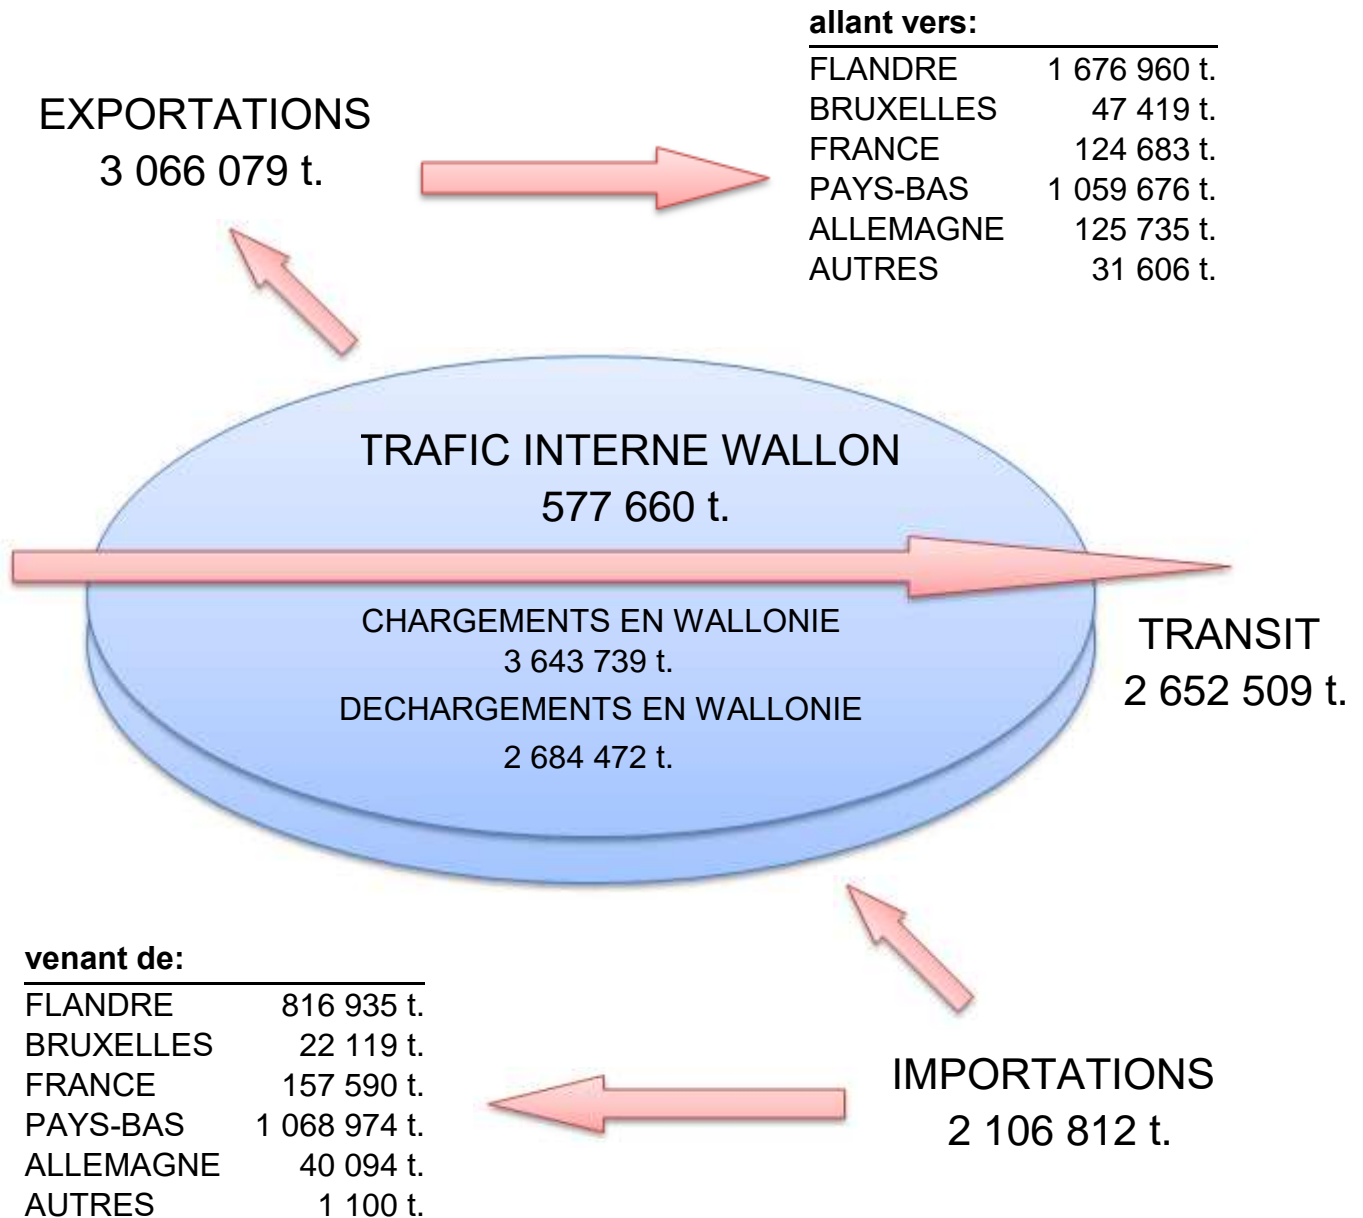 allant vers:
FLANDRE 1 676 960 t.
BRUXELLES 47 419 t.
FRANCE 124 683 t.
PAYS-BAS 1 059 676 t.
ALLEMAGNE 125 735 t.
AUTRES 31 606 t.
EXPORTATIONS
3 066 079 t.
TRAFIC INTERNE WALLON
577 660 t.
CHARGEMENTS EN WALLONIE
3 643 739 t.
DECHARGEMENTS EN WALLONIE
2 684 472 t.
TRANSIT
2 652 509 t.
venant de:
FLANDRE 816 935 t.
BRUXELLES 22 119 t.
FRANCE 157 590 t.
PAYS-BAS 1 068 974 t.
ALLEMAGNE 40 094 t.
AUTRES 1 100 t.
IMPORTATIONS
2 106 812 t.